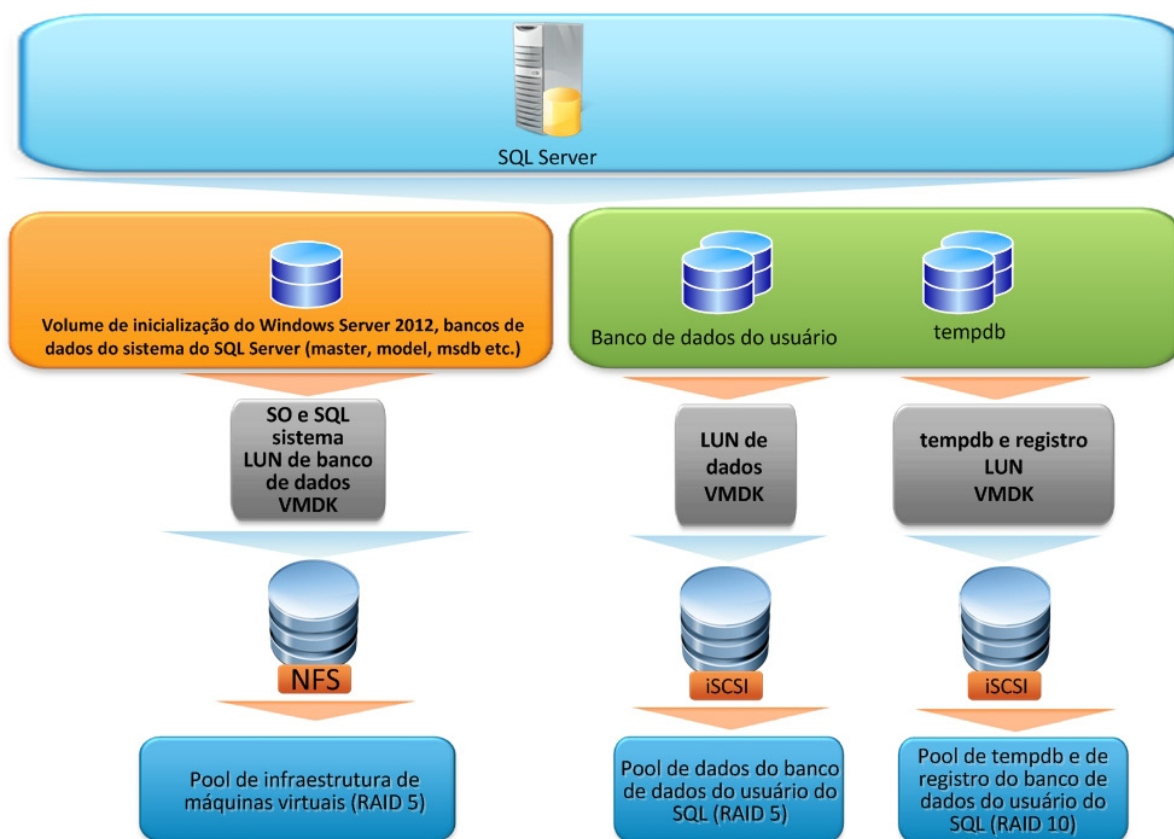 SQL Server
Volume de inicialização do Windows Server 2012, bancos de
dados do sistema do SQL Server (master, model, msdb etc.)
Banco de dados do usuário
tempdb
SO e SQL
sistema
LUN de banco
de dados
VMDK
LUN de
dados
VMDK
tempdb e registro
LUN
VMDK
NFS
iSCSI
iSCSI
Pool de infraestrutura de
máquinas virtuais (RAID 5)
Pool de dados do banco
de dados do usuário do
SQL (RAID 5)
Pool de tempdb e de
registro do banco de
dados do usuário do
SQL (RAID 10)